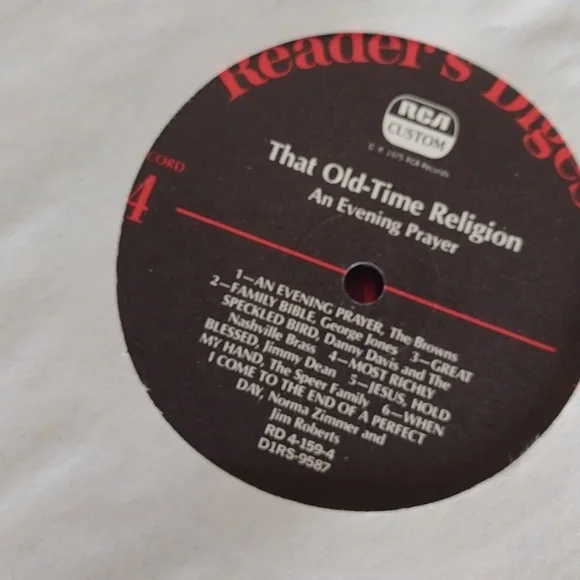 Reader's Diges
RCA
CUSTOM
© ℗ 1975 RCA Records
That Old-Time Religion
An Evening Prayer
CORD
4
1—AN EVENING PRAYER, The Browns
2—FAMILY BIBLE, George Jones 3—GREAT
SPECKLED BIRD, Danny Davis and The
Nashville Brass 4—MOST RICHLY
BLESSED, Jimmy Dean 5—JESUS, HOLD
MY HAND, The Speer Family 6—WHEN
I COME TO THE END OF A PERFECT
DAY, Norma Zimmer and
Jim Roberts
RD 4-159-4
D1RS-9587